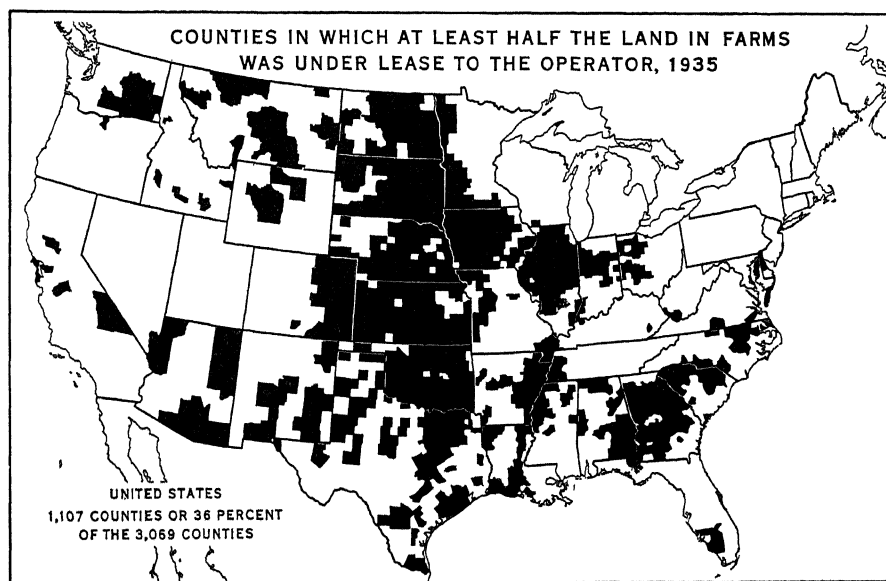 COUNTIES IN WHICH AT LEAST HALF THE LAND IN FARMS
WAS UNDER LEASE TO THE OPERATOR, 1935
UNITED STATES
1,107 COUNTIES OR 36 PERCENT
OF THE 3,069 COUNTIES